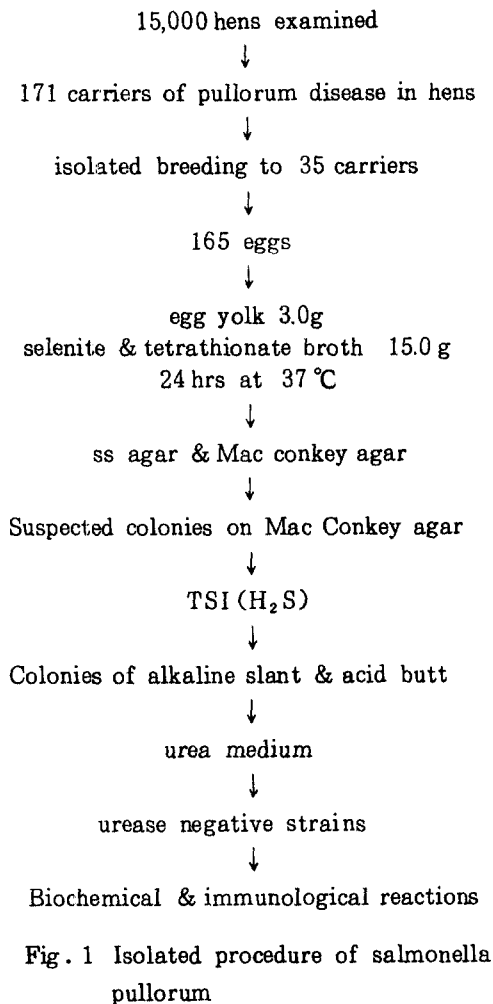 15,000 hens examined
↓
171 carriers of pullorum disease in hens
↓
isolated breeding to 35 carriers
↓
165 eggs
↓
egg yolk 3.0g
selenite & tetrathionate broth 15.0 g
24 hrs at 37 ℃
↓
ss agar & Mac conkey agar
↓
Suspected colonies on Mac Conkey agar
↓
TSI (H₂S)
↓
Colonies of alkaline slant & acid butt
↓
urea medium
↓
urease negative strains
↓
Biochemical & immunological reactions
Fig. 1 Isolated procedure of salmonella
pullorum